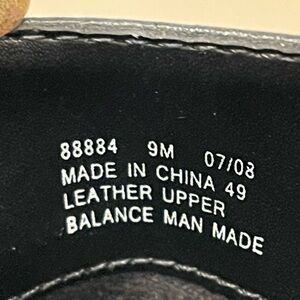 88884 9M 07/08
MADE IN CHINA 49
LEATHER UPPER
BALANCE MAN MADE